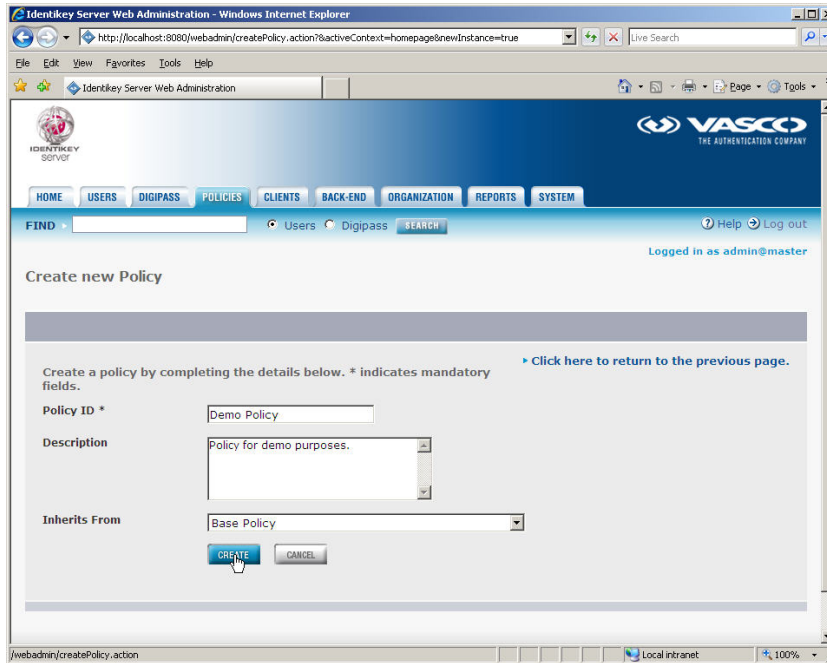 Identikey Server Web Administration - Windows Internet Explorer
http://localhost:8080/webadmin/createPolicy.action?&activeContext=homepage&newInstance=true
Live Search
File Edit View Favorites Tools Help
Identikey Server Web Administration
Page Tools
IDENTIKEY
server
VASCO
THE AUTHENTICATION COMPANY
HOME USERS DIGIPASS POLICIES CLIENTS BACK-END ORGANIZATION REPORTS SYSTEM
FIND Users Digipass SEARCH Help Log out
Logged in as admin@master
Create new Policy
Click here to return to the previous page.
Create a policy by completing the details below. * indicates mandatory
fields.
Policy ID * Demo Policy
Description Policy for demo purposes.
Inherits From Base Policy
CREATE CANCEL
/webadmin/createPolicy.action Local intranet 100%